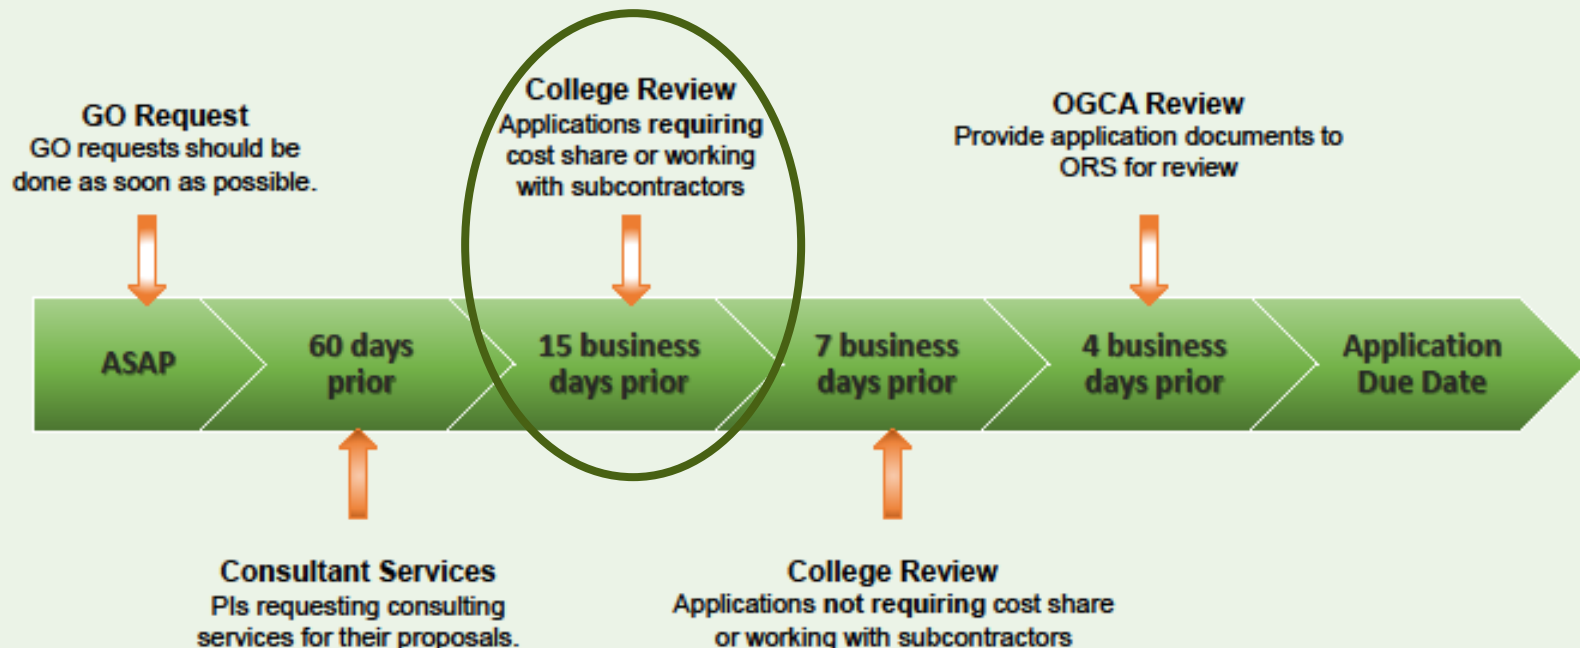 GO Request
GO requests should be
done as soon as possible.
College Review
Applications requiring
cost share or working
with subcontractors
OGCA Review
Provide application documents to
ORS for review
ASAP
60 days
prior
15 business
days prior
7 business
days prior
4 business
days prior
Application
Due Date
Consultant Services
PIs requesting consulting
services for their proposals.
College Review
Applications not requiring cost share
or working with subcontractors